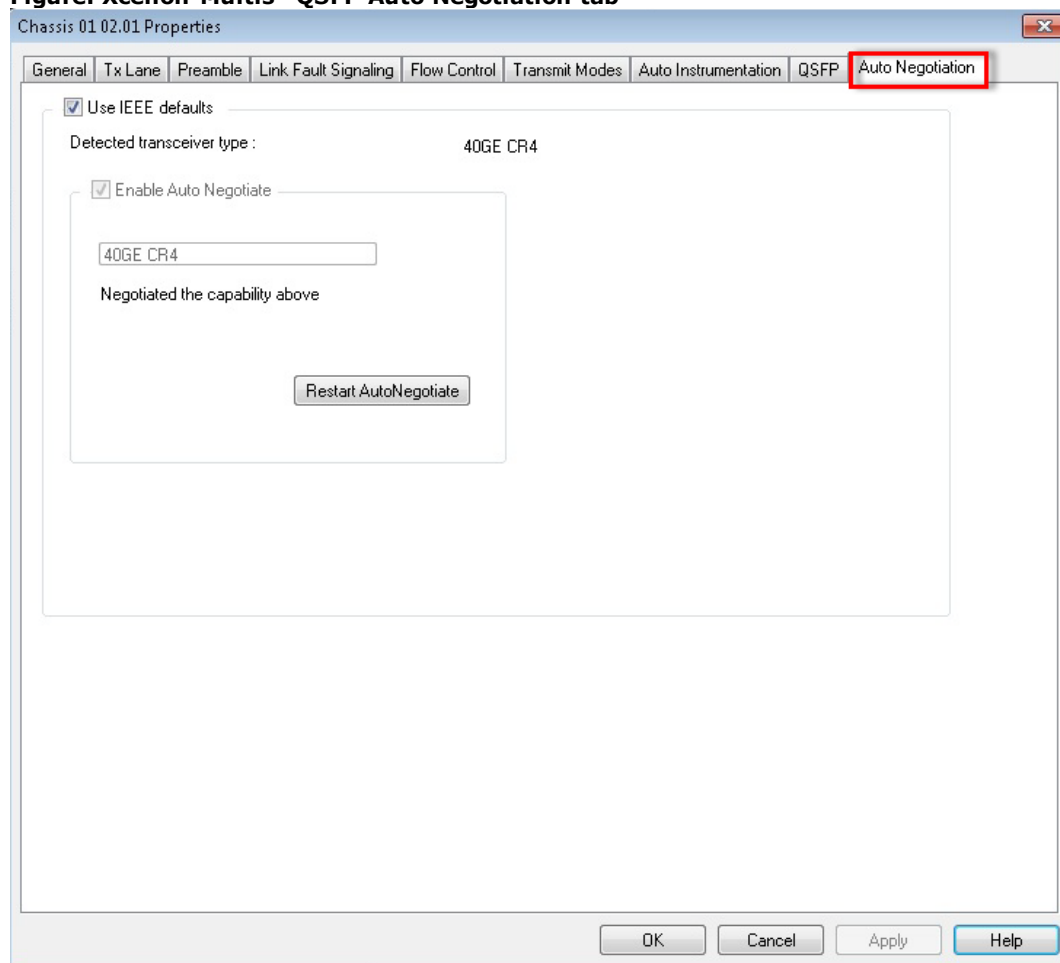 Figure: Xcellon-Multis- QSFP Auto Negotiation tab
Chassis 01 02.01 Properties
General Tx Lane Preamble Link Fault Signaling Flow Control Transmit Modes Auto Instrumentation QSFP Auto Negotiation
Use IEEE defaults
Detected transceiver type : 40GE CR4
Enable Auto Negotiate
40GE CR4
Negotiated the capability above
Restart AutoNegotiate
OK Cancel Apply Help